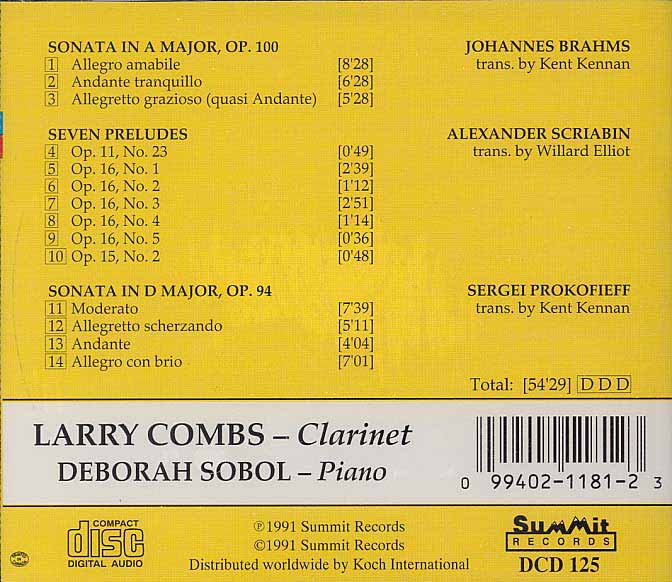 SONATA IN A MAJOR, OP. 100 JOHANNES BRAHMS
1 Allegro amabile [8'28] trans. by Kent Kennan
2 Andante tranquillo [6'28]
3 Allegretto grazioso (quasi Andante) [5'28]
SEVEN PRELUDES ALEXANDER SCRIABIN
4 Op. 11, No. 23 [0'49] trans. by Willard Elliot
5 Op. 16, No. 1 [2'39]
6 Op. 16, No. 2 [1'12]
7 Op. 16, No. 3 [2'51]
8 Op. 16, No. 4 [1'14]
9 Op. 16, No. 5 [0'36]
10 Op. 15, No. 2 [0'48]
SONATA IN D MAJOR, OP. 94 SERGEI PROKOFIEFF
11 Moderato [7'39] trans. by Kent Kennan
12 Allegretto scherzando [5'11]
13 Andante [4'04]
14 Allegro con brio [7'01]
Total: [54'29] D D D
LARRY COMBS – Clarinet
DEBORAH SOBOL – Piano
0 99402-1181-2 3
COMPACT
disc
DIGITAL AUDIO
℗1991 Summit Records
©1991 Summit Records
Distributed worldwide by Koch International
Summit
RECORDS
DCD 125